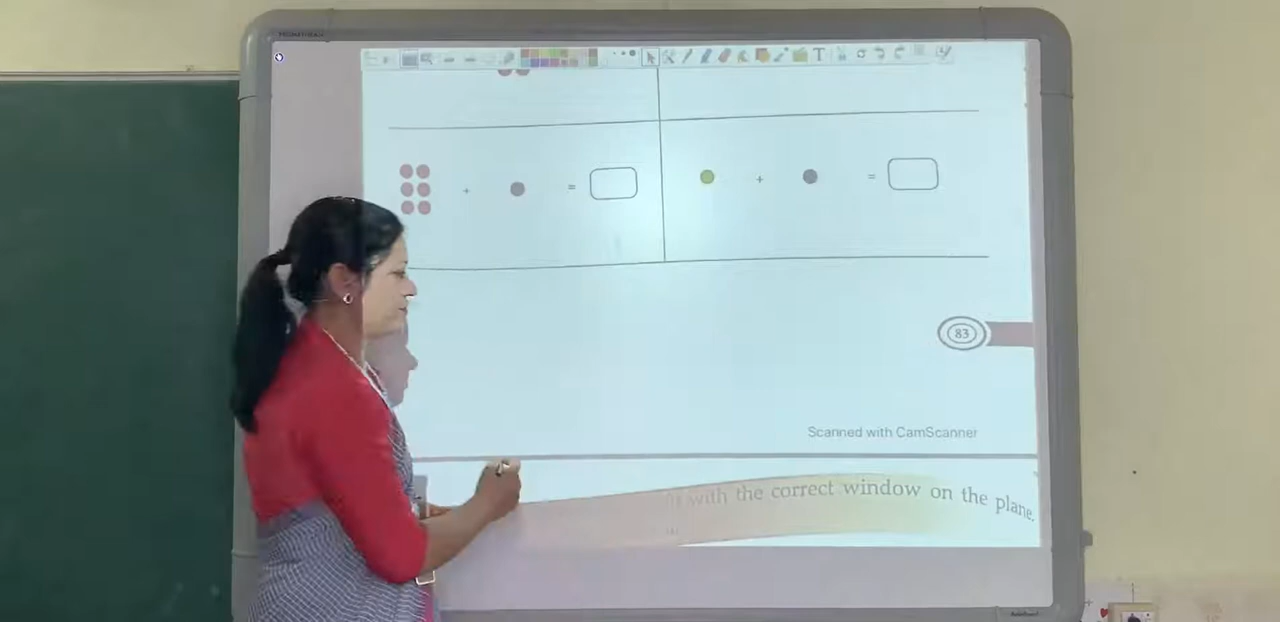 T
+ =
+ =
83
Scanned with CamScanner
with the correct window on the plane.